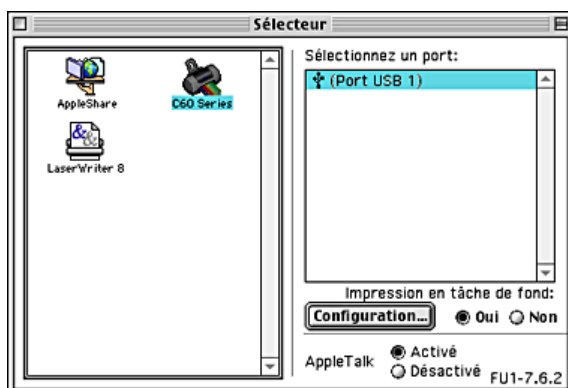 Sélecteur
AppleShare
C60 Series
LaserWriter 8
Sélectionnez un port:
(Port USB 1)
Impression en tâche de fond:
Configuration...
Oui Non
AppleTalk
Activé
Désactivé
FU1-7.6.2